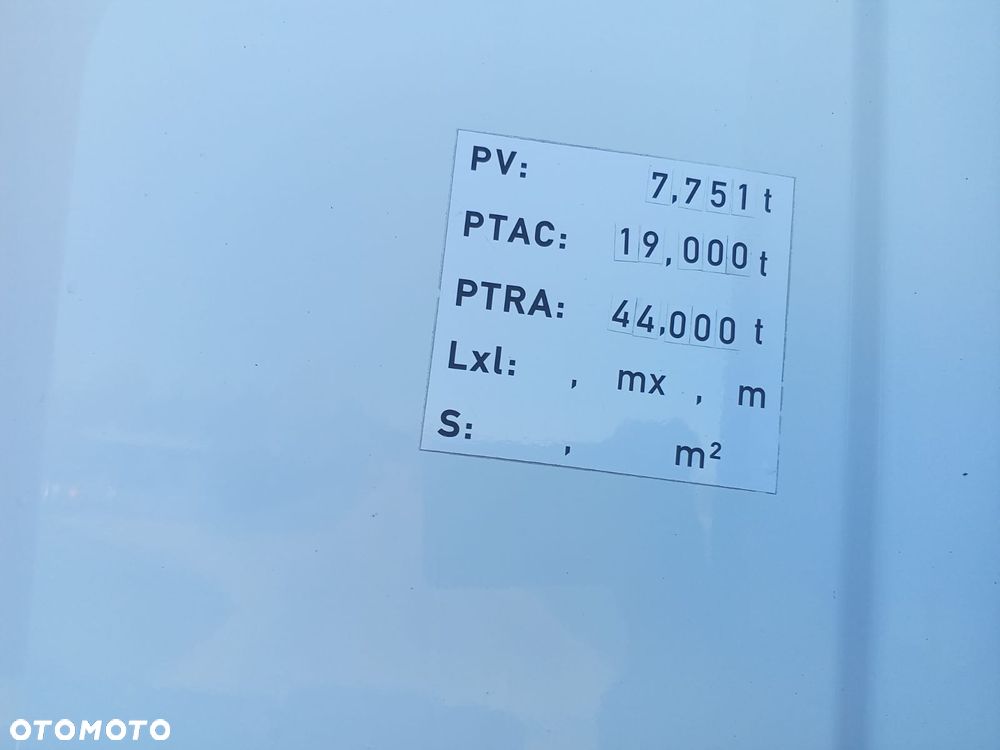 PV: 7,751 t
PTAC: 19,000 t
PTRA: 44,000 t
Lxl: , mx , m
S: , m²
OTOMOTO